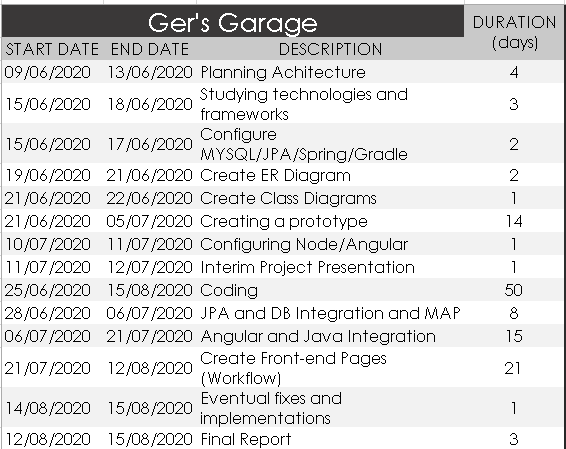 Ger's Garage DURATION
(days)
START DATE END DATE DESCRIPTION
09/06/2020 13/06/2020 Planning Achitecture 4
15/06/2020 18/06/2020 Studying technologies and
frameworks 3
15/06/2020 17/06/2020 Configure
MYSQL/JPA/Spring/Gradle 2
19/06/2020 21/06/2020 Create ER Diagram 2
21/06/2020 22/06/2020 Create Class Diagrams 1
21/06/2020 05/07/2020 Creating a prototype 14
10/07/2020 11/07/2020 Configuring Node/Angular 1
11/07/2020 12/07/2020 Interim Project Presentation 1
25/06/2020 15/08/2020 Coding 50
28/06/2020 06/07/2020 JPA and DB Integration and MAP 8
06/07/2020 21/07/2020 Angular and Java Integration 15
21/07/2020 12/08/2020 Create Front-end Pages
(Workflow) 21
14/08/2020 15/08/2020 Eventual fixes and
implementations 1
12/08/2020 15/08/2020 Final Report 3